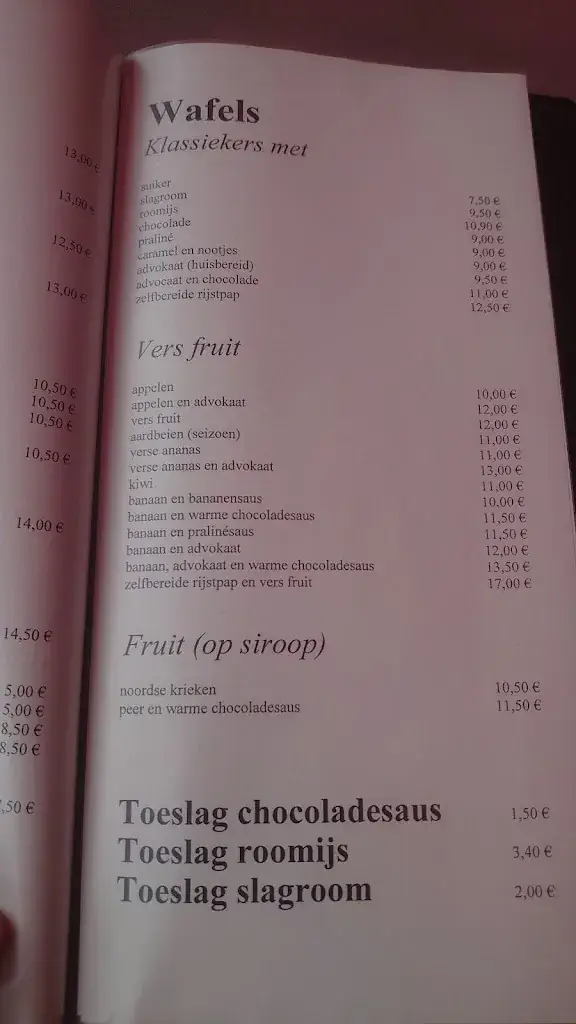 13,00 €
13,00 €
12,50 €
13,00 €
10,50 €
10,50 €
10,50 €
10,50 €
14,00 €
14,50 €
5,00 €
5,00 €
8,50 €
8,50 €
,50 €
Wafels
Klassiekers met
suiker 7,50 €
slagroom 9,50 €
roomijs 10,90 €
chocolade 9,00 €
praliné 9,00 €
caramel en nootjes 9,00 €
advokaat (huisbereid) 9,50 €
advocaat en chocolade 11,00 €
zelfbereide rijstpap 12,50 €
Vers fruit
appelen 10,00 €
appelen en advokaat 12,00 €
vers fruit 12,00 €
aardbeien (seizoen) 11,00 €
verse ananas 11,00 €
verse ananas en advokaat 13,00 €
kiwi 11,00 €
banaan en bananensaus 10,00 €
banaan en warme chocoladesaus 11,50 €
banaan en pralinésaus 11,50 €
banaan en advokaat 12,00 €
banaan, advokaat en warme chocoladesaus 13,50 €
zelfbereide rijstpap en vers fruit 17,00 €
Fruit (op siroop)
noordse krieken 10,50 €
peer en warme chocoladesaus 11,50 €
Toeslag chocoladesaus 1,50 €
Toeslag roomijs 3,40 €
Toeslag slagroom 2,00 €